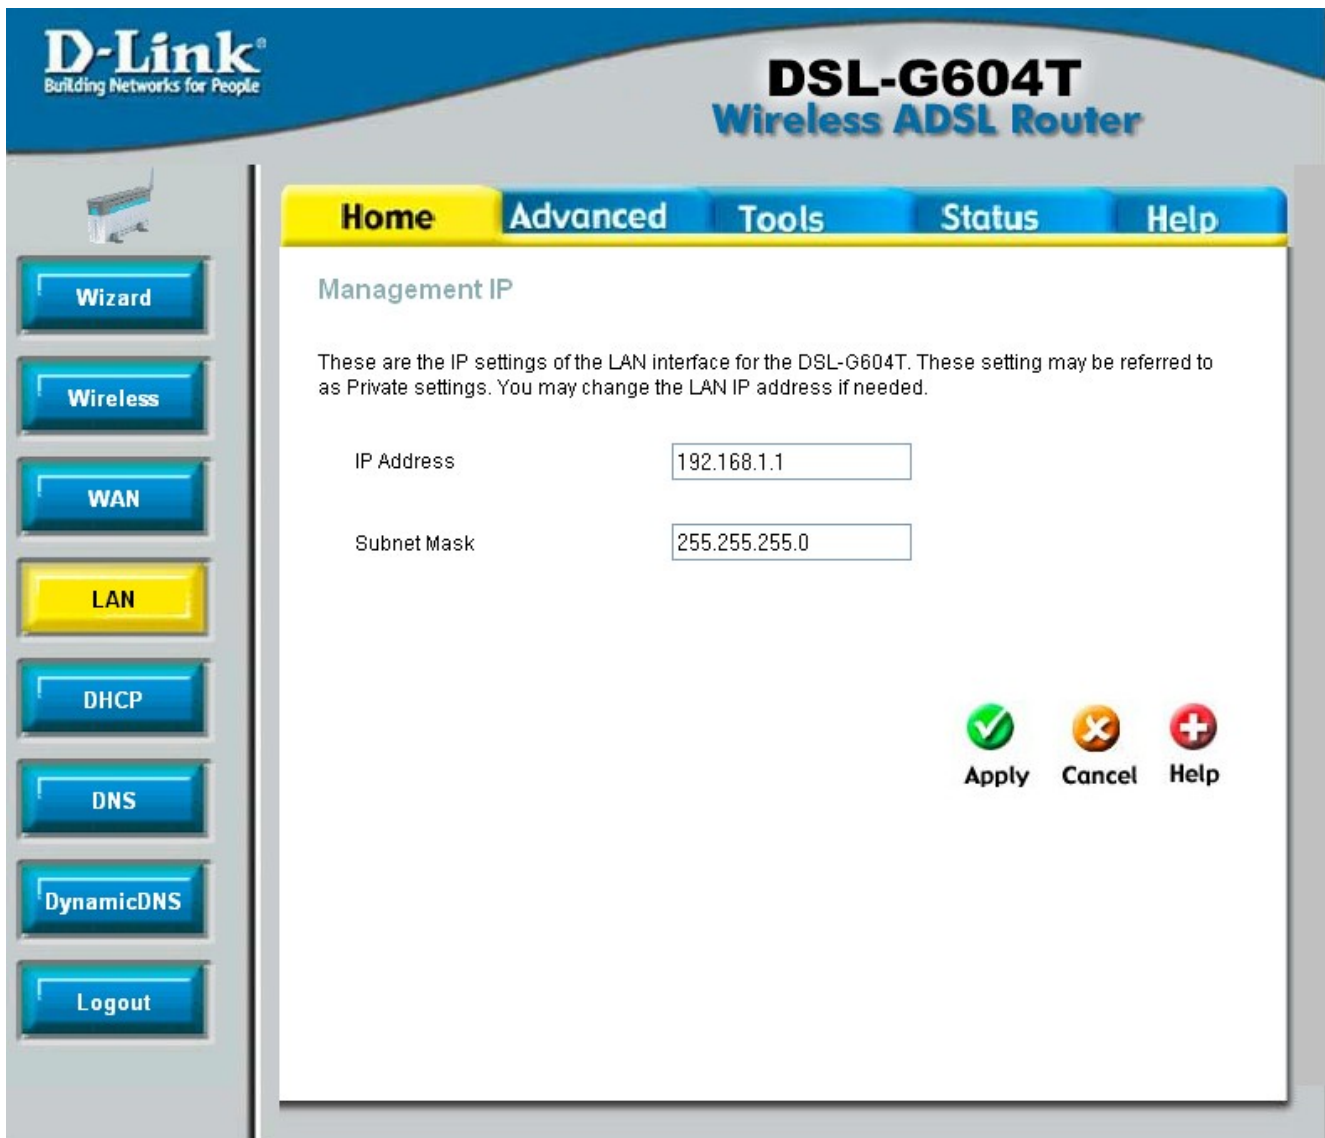 D-Link®
Building Networks for People
DSL-G604T
Wireless ADSL Router
Home
Advanced
Tools
Status
Help
Wizard
Wireless
WAN
LAN
DHCP
DNS
DynamicDNS
Logout
Management IP
These are the IP settings of the LAN interface for the DSL-G604T. These setting may be referred to
as Private settings. You may change the LAN IP address if needed.
IP Address 192.168.1.1
Subnet Mask 255.255.255.0
Apply
Cancel
Help